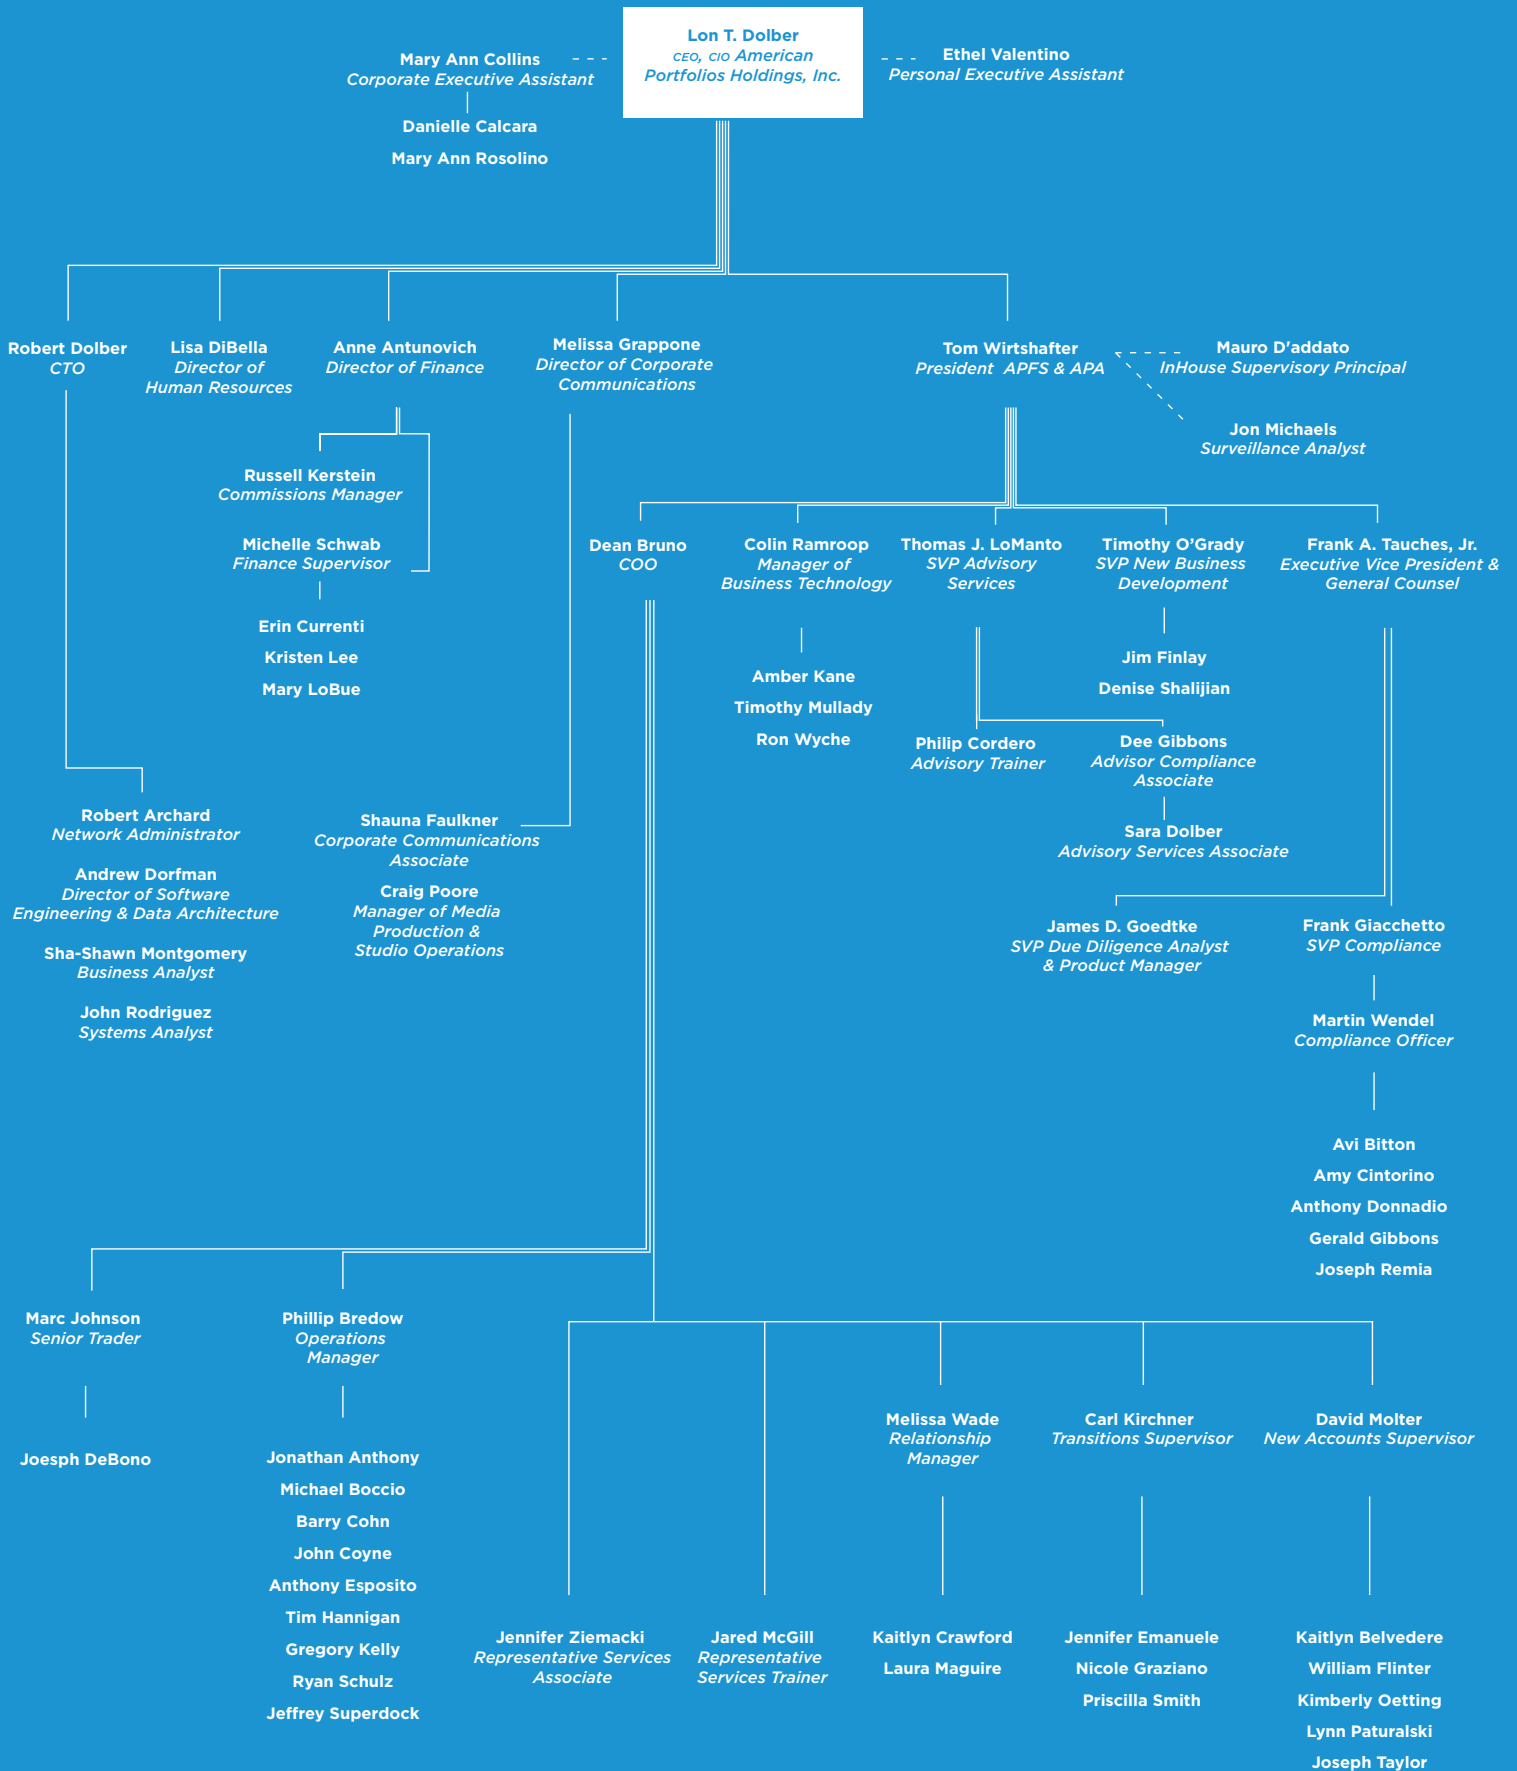 Lon T. Dolber
CEO, CIO American
Portfolios Holdings, Inc.
Mary Ann Collins
Corporate Executive Assistant
Danielle Calcara
Mary Ann Rosolino
Ethel Valentino
Personal Executive Assistant
Robert Dolber
CTO
Lisa DiBella
Director of
Human Resources
Anne Antunovich
Director of Finance
Melissa Grappone
Director of Corporate
Communications
Tom Wirtshafter
President APFS & APA
Mauro D'addato
InHouse Supervisory Principal
Jon Michaels
Surveillance Analyst
Russell Kerstein
Commissions Manager
Michelle Schwab
Finance Supervisor
Erin Currenti
Kristen Lee
Mary LoBue
Dean Bruno
COO
Colin Ramroop
Manager of
Business Technology
Amber Kane
Timothy Mullady
Ron Wyche
Thomas J. LoManto
SVP Advisory
Services
Timothy O’Grady
SVP New Business
Development
Jim Finlay
Denise Shalijian
Frank A. Tauches, Jr.
Executive Vice President &
General Counsel
Philip Cordero
Advisory Trainer
Dee Gibbons
Advisor Compliance
Associate
Sara Dolber
Advisory Services Associate
Robert Archard
Network Administrator
Andrew Dorfman
Director of Software
Engineering & Data Architecture
Sha-Shawn Montgomery
Business Analyst
John Rodriguez
Systems Analyst
Shauna Faulkner
Corporate Communications
Associate
Craig Poore
Manager of Media
Production &
Studio Operations
James D. Goedtke
SVP Due Diligence Analyst
& Product Manager
Frank Giacchetto
SVP Compliance
Martin Wendel
Compliance Officer
Avi Bitton
Amy Cintorino
Anthony Donnadio
Gerald Gibbons
Joseph Remia
Marc Johnson
Senior Trader
Joesph DeBono
Phillip Bredow
Operations
Manager
Jonathan Anthony
Michael Boccio
Barry Cohn
John Coyne
Anthony Esposito
Tim Hannigan
Gregory Kelly
Ryan Schulz
Jeffrey Superdock
Melissa Wade
Relationship
Manager
Carl Kirchner
Transitions Supervisor
David Molter
New Accounts Supervisor
Jennifer Ziemacki
Representative Services
Associate
Jared McGill
Representative
Services Trainer
Kaitlyn Crawford
Laura Maguire
Jennifer Emanuele
Nicole Graziano
Priscilla Smith
Kaitlyn Belvedere
William Flinter
Kimberly Oetting
Lynn Paturalski
Joseph Taylor